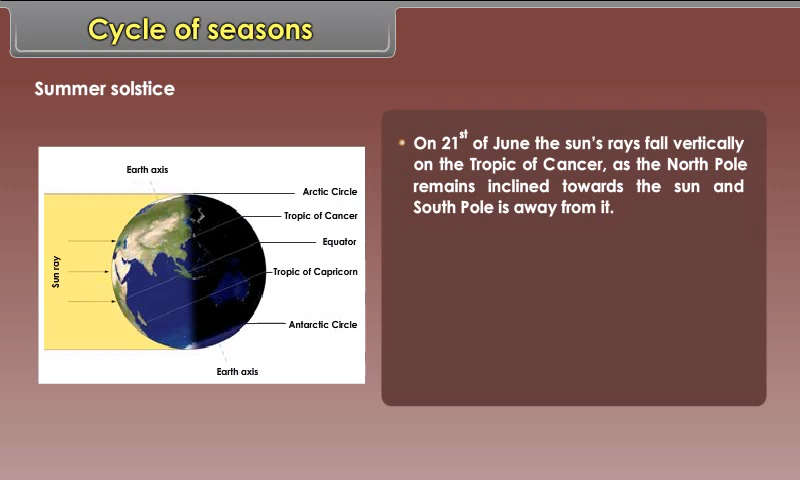 Cycle of seasons
Summer solstice
Earth axis
Arctic Circle
Tropic of Cancer
Equator
Tropic of Capricorn
Antarctic Circle
Earth axis
Sun ray
• On 21st of June the sun's rays fall vertically
on the Tropic of Cancer, as the North Pole
remains inclined towards the sun and
South Pole is away from it.